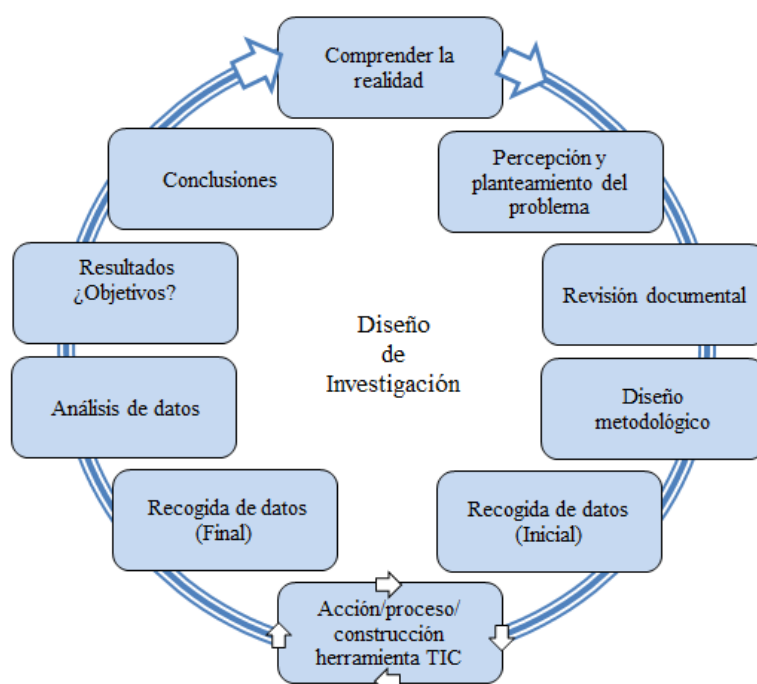 Comprender la
realidad
Percepción y
planteamiento del
problema
Revisión documental
Diseño
metodológico
Recogida de datos
(Inicial)
Acción/proceso/
construcción
herramienta TIC
Recogida de datos
(Final)
Análisis de datos
Resultados
¿Objetivos?
Conclusiones
Diseño
de
Investigación